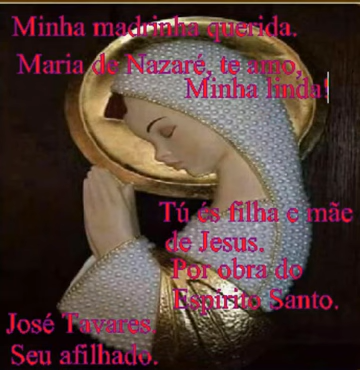 Minha madrinha querida.
Maria de Nazaré, te amo,
Minha linda!
Tú és filha e mãe
de Jesus.
Por obra do
Espírito Santo.
José Tavares.
Seu afilhado.